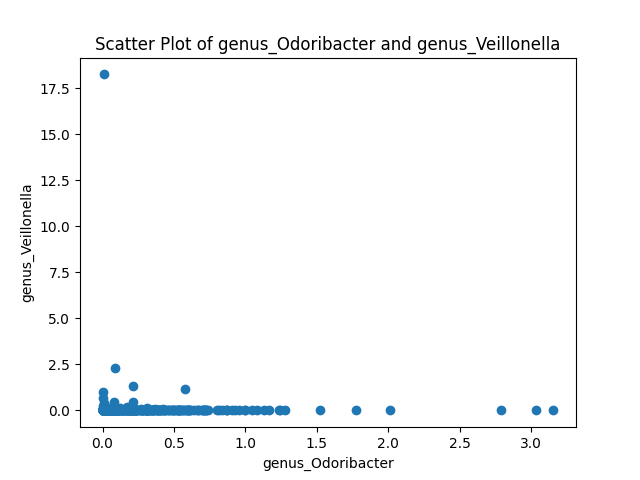 Scatter Plot of genus_Odoribacter and genus_Veillonella
17.5
15.0
12.5
10.0
7.5
5.0
2.5
0.0
genus_Veillonella
0.0 0.5 1.0 1.5 2.0 2.5 3.0
genus_Odoribacter